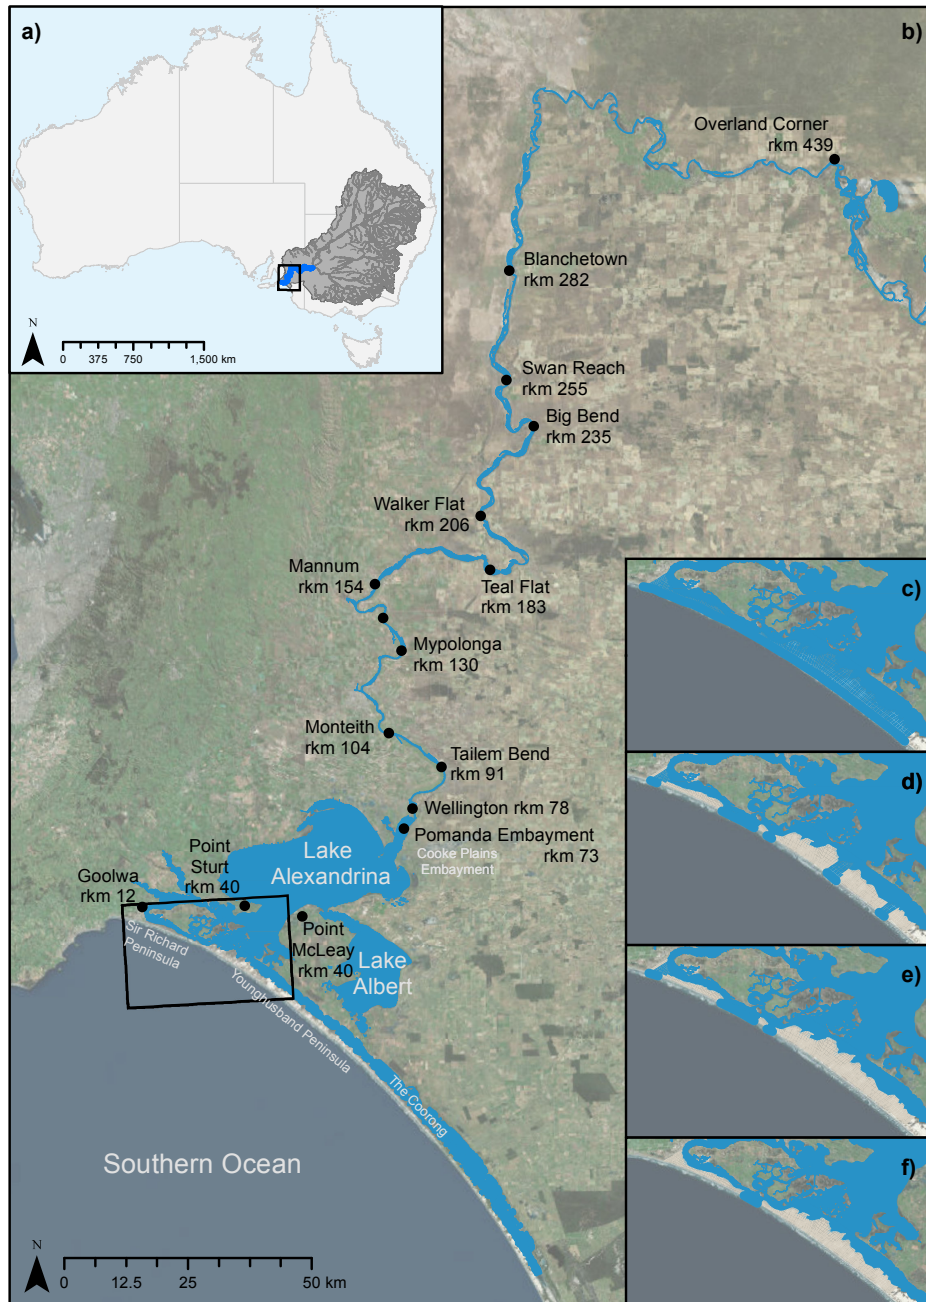 a)
N
0 375 750 1,500 km
b)
Overland Corner
rkm 439
Blanchetown
rkm 282
Swan Reach
rkm 255
Big Bend
rkm 235
Walker Flat
rkm 206
Mannum
rkm 154
Teal Flat
rkm 183
Mypolonga
rkm 130
Monteith
rkm 104
Tailem Bend
rkm 91
Wellington rkm 78
Pomanda Embayment
rkm 73
Cooke Plains
Embayment
Lake
Alexandrina
Point
Sturt
rkm 40
Goolwa
rkm 12
Point
McLeay
rkm 40
Lake
Albert
Sir Richard
Peninsula
Younghusband Peninsula
The Coorong
Southern Ocean
N
0 12.5 25 50 km
c)
d)
e)
f)